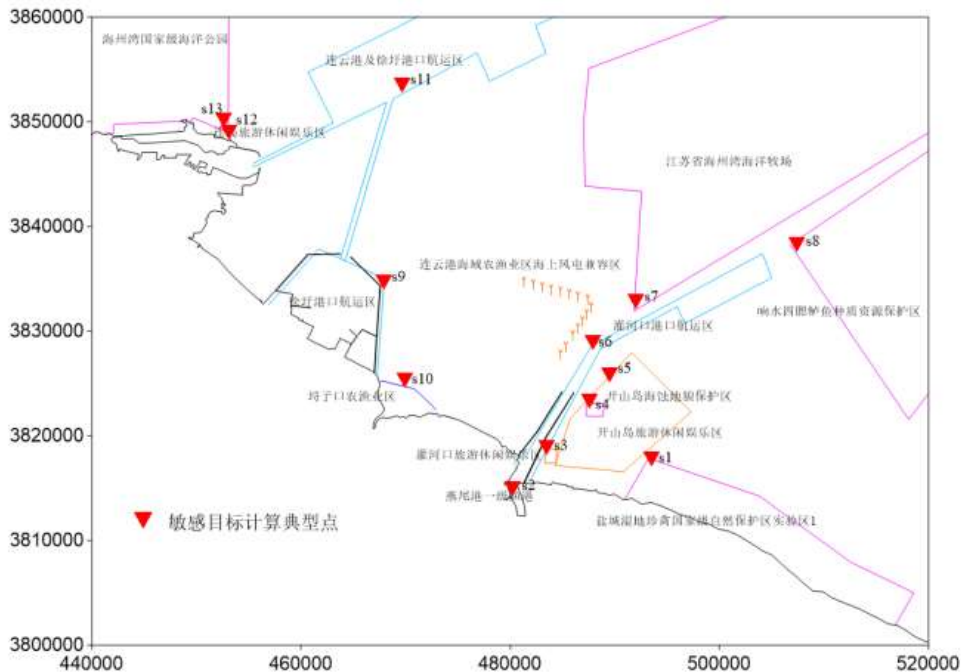 3860000
海州湾国家级海洋公园
连云港及徐圩港口航运区
s11
s13
s12
3850000
连岛旅游休闲娱乐区
江苏省海州湾海洋牧场
3840000
s8
连云港海域农渔业区海上风电兼容区
s9
徐圩港口航运区
s7
响水四鳃鲈鱼种质资源保护区
灌河口港口航运区
3830000
s6
s5
s10
埒子口农渔业区
开山岛海蚀地貌保护区
s4
开山岛旅游休闲娱乐区
3820000
s3
灌河口旅游休闲娱乐区
s1
s2
燕尾港一级渔港
盐城湿地珍禽国家级自然保护区实验区1
敏感目标计算典型点
3810000
3800000
440000
460000
480000
500000
520000